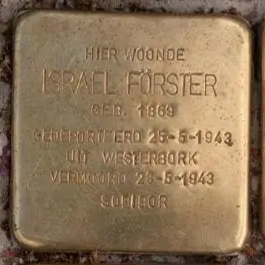 HIER WOONDE
ISRAEL FÖRSTER
GEB. 1869
GEDEPORTEERD 25-5-1943
UIT WESTERBORK
VERMOORD 28-5-1943
SOBIBOR